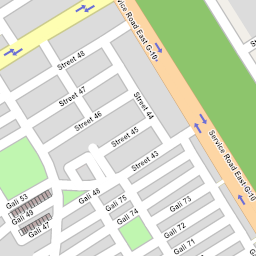 Service Road East G-10
Street 48
Street 47
Street 44
Street 46
Street 45
Service Road East G-10
Street 43
Gali 48
Gali 53
Gali 49
Gali 47
Gali 75
Gali 74
Gali 73
Gali 72
Gali 71